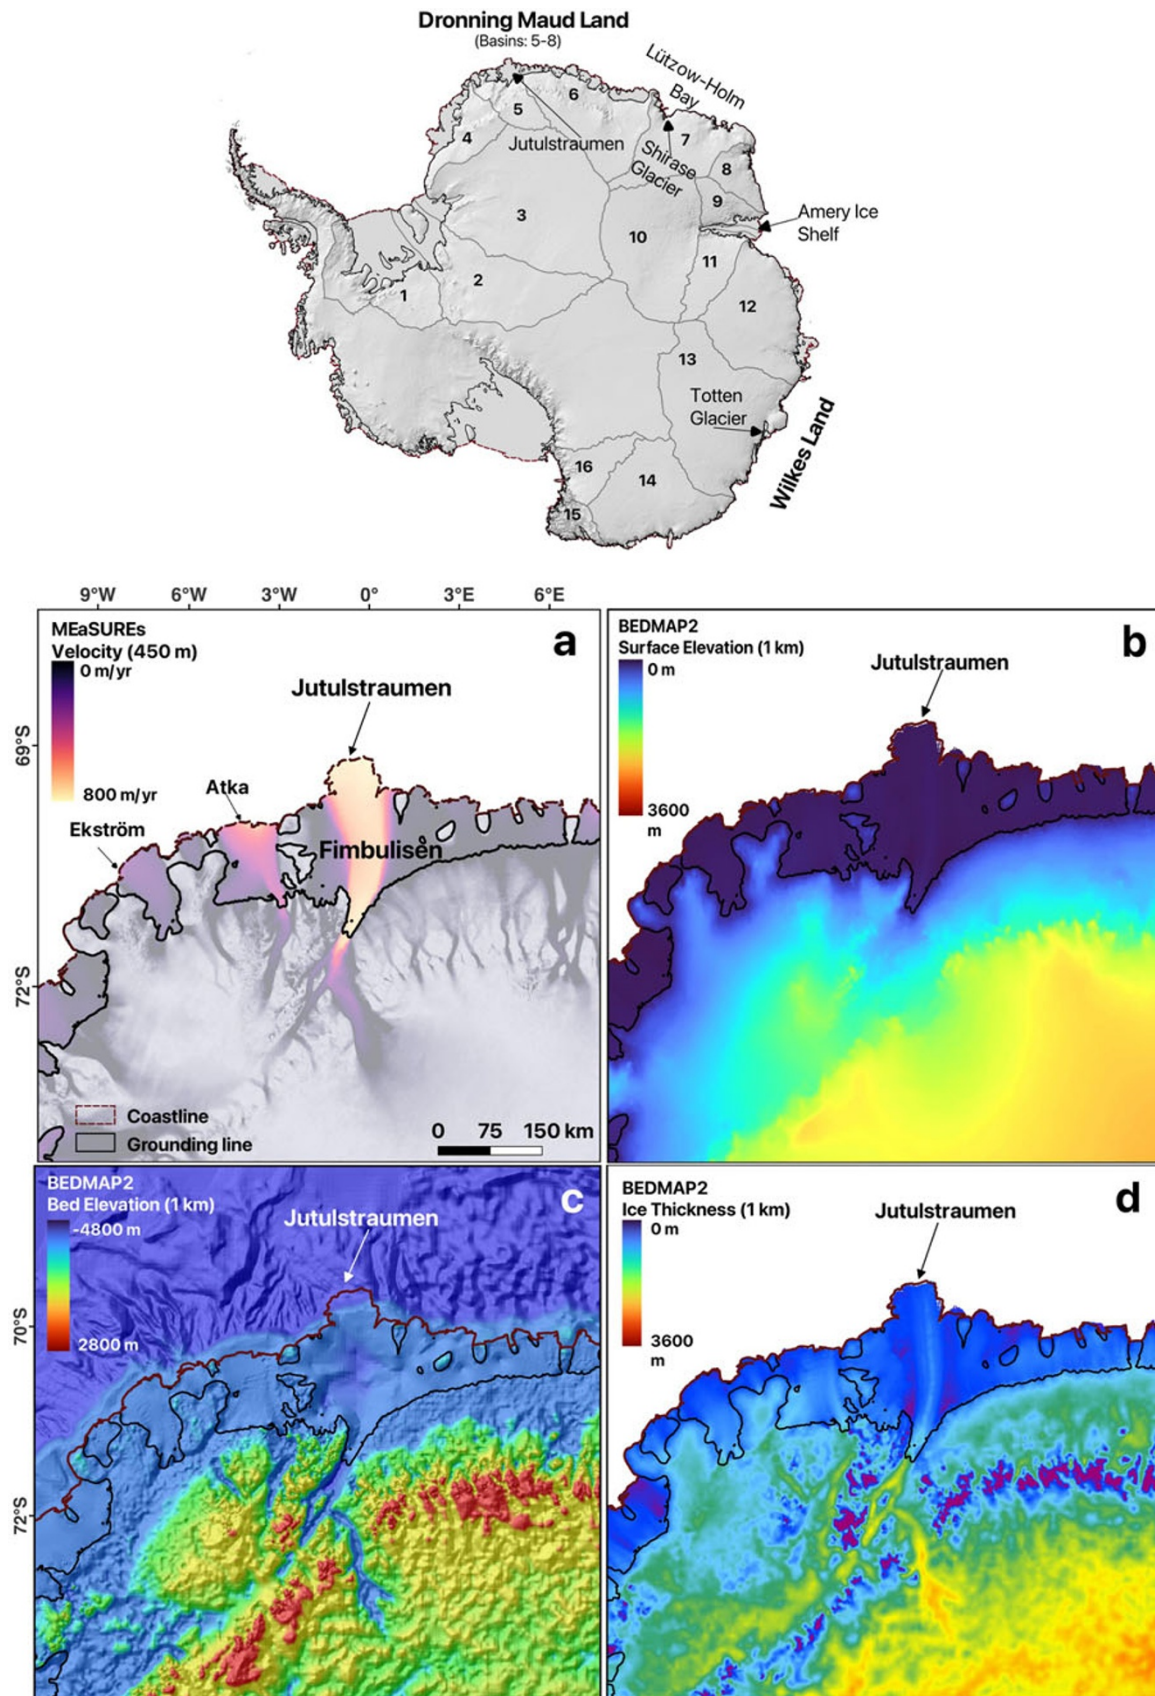 Dronning Maud Land
(Basins: 5-8)
Lützow-Holm
Bay
6
5
4
Jutulstraumen
7
Shirase
Glacier
8
9
3
Amery Ice
Shelf
10
11
2
1
12
13
Totten
Glacier
Wilkes Land
16
14
15
9°W
6°W
3°W
0°
3°E
6°E
MEaSUREs
Velocity (450 m)
0 m/yr
800 m/yr
a
Jutulstraumen
69°S
Atka
Ekström
Fimbulisen
72°S
Coastline
Grounding line
0 75 150 km
BEDMAP2
Surface Elevation (1 km)
0 m
3600
m
b
Jutulstraumen
BEDMAP2
Bed Elevation (1 km)
-4800 m
2800 m
c
Jutulstraumen
70°S
72°S
BEDMAP2
Ice Thickness (1 km)
0 m
3600
m
d
Jutulstraumen